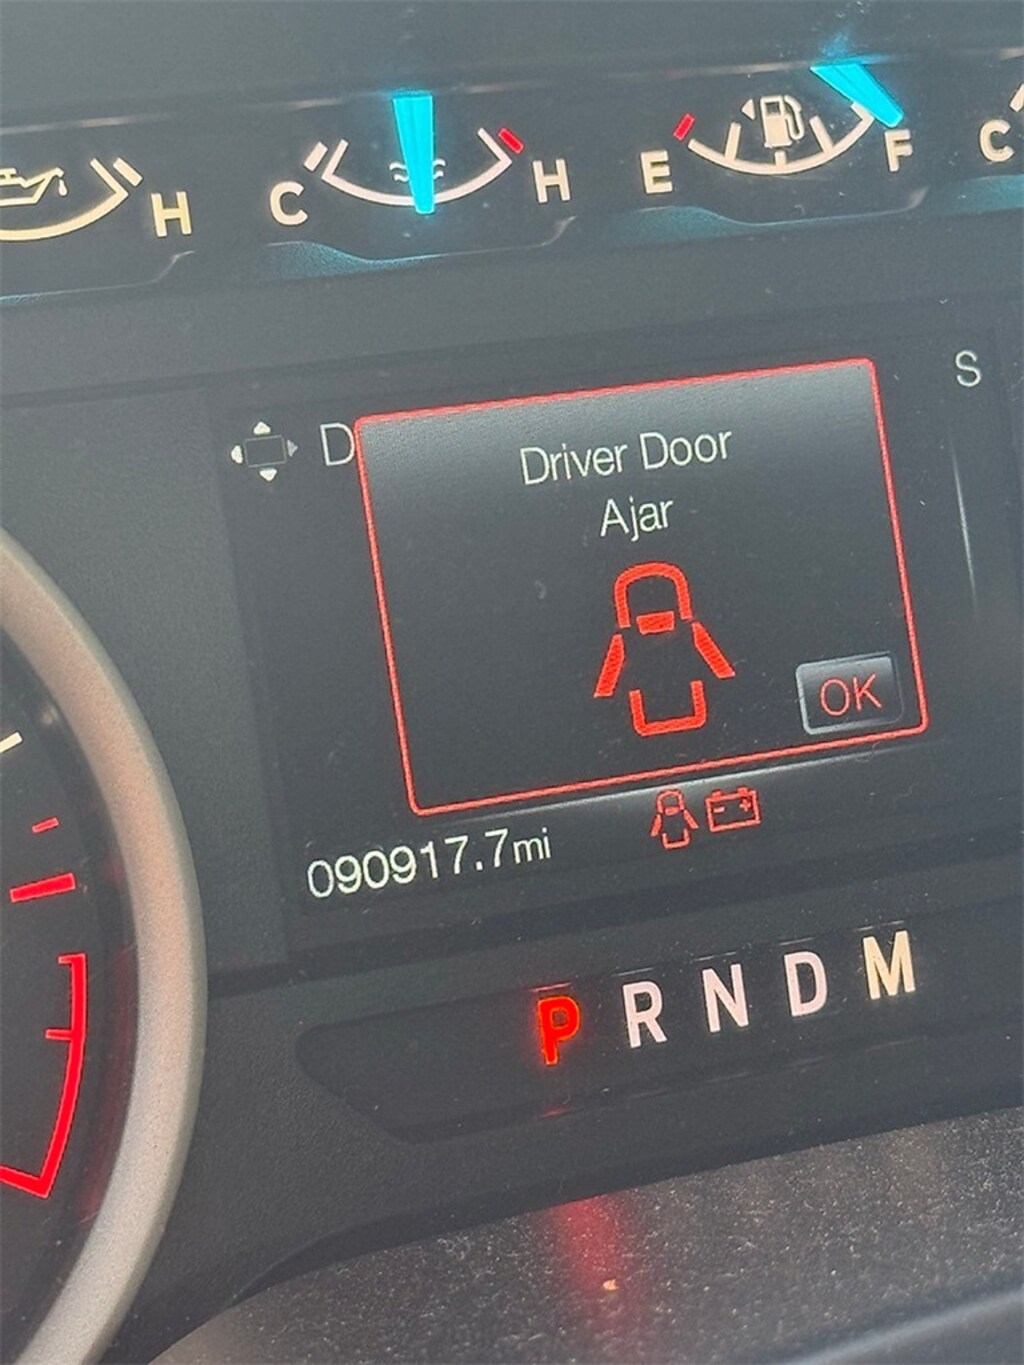 H
C H
E F
C
S
D
Driver Door
Ajar
OK
090917.7mi
P R N D M